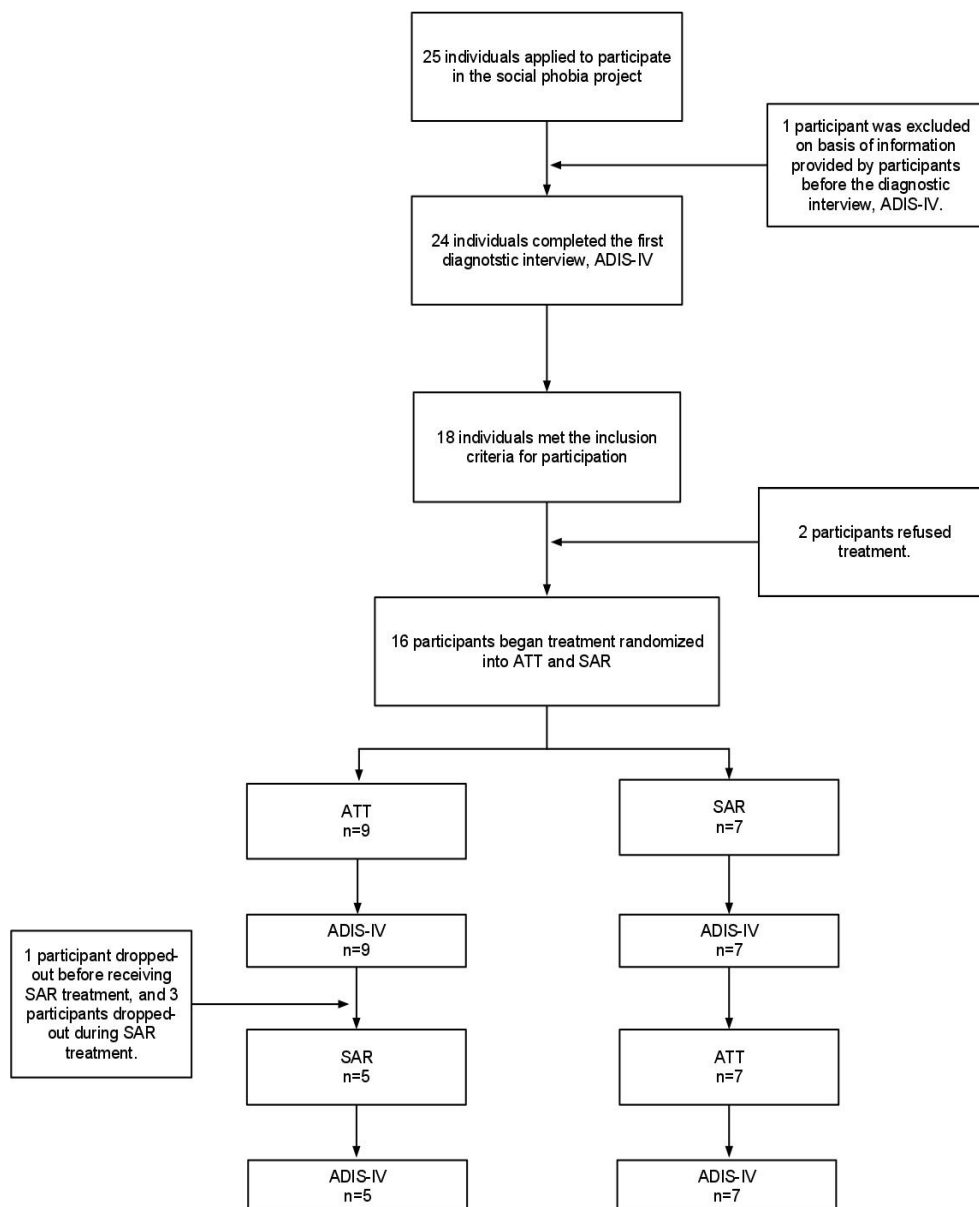 25 individuals applied to participate
in the social phobia project
1 participant was excluded
on basis of information
provided by participants
before the diagnostic
interview, ADIS-IV.
24 individuals completed the first
diagnotstic interview, ADIS-IV
18 individuals met the inclusion
criteria for participation
2 participants refused
treatment.
16 participants began treatment randomized
into ATT and SAR
ATT
n=9
SAR
n=7
ADIS-IV
n=9
ADIS-IV
n=7
1 participant dropped-
out before receiving
SAR treatment, and 3
participants dropped-
out during SAR
treatment.
SAR
n=5
ATT
n=7
ADIS-IV
n=5
ADIS-IV
n=7